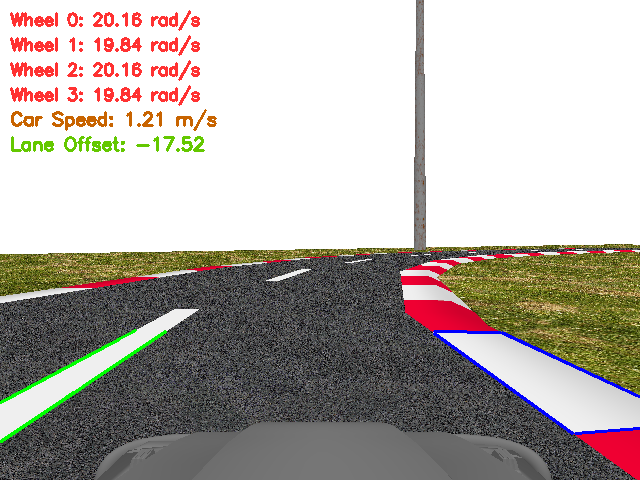 Wheel 0: 20.16 rad/s
Wheel 1: 19.84 rad/s
Wheel 2: 20.16 rad/s
Wheel 3: 19.84 rad/s
Car Speed: 1.21 m/s
Lane Offset: -17.52